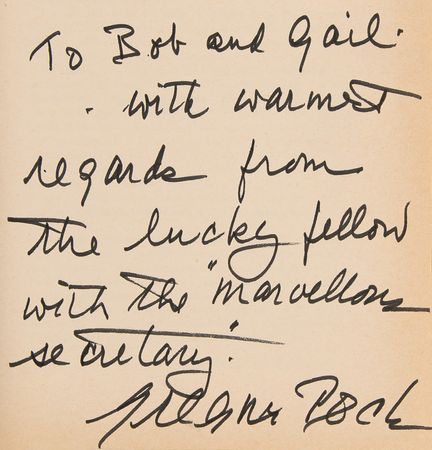 To Bob and Gail.
. with warmest
regards from
the lucky fellow
with the "marvellous
secretary."
Gregory Peck